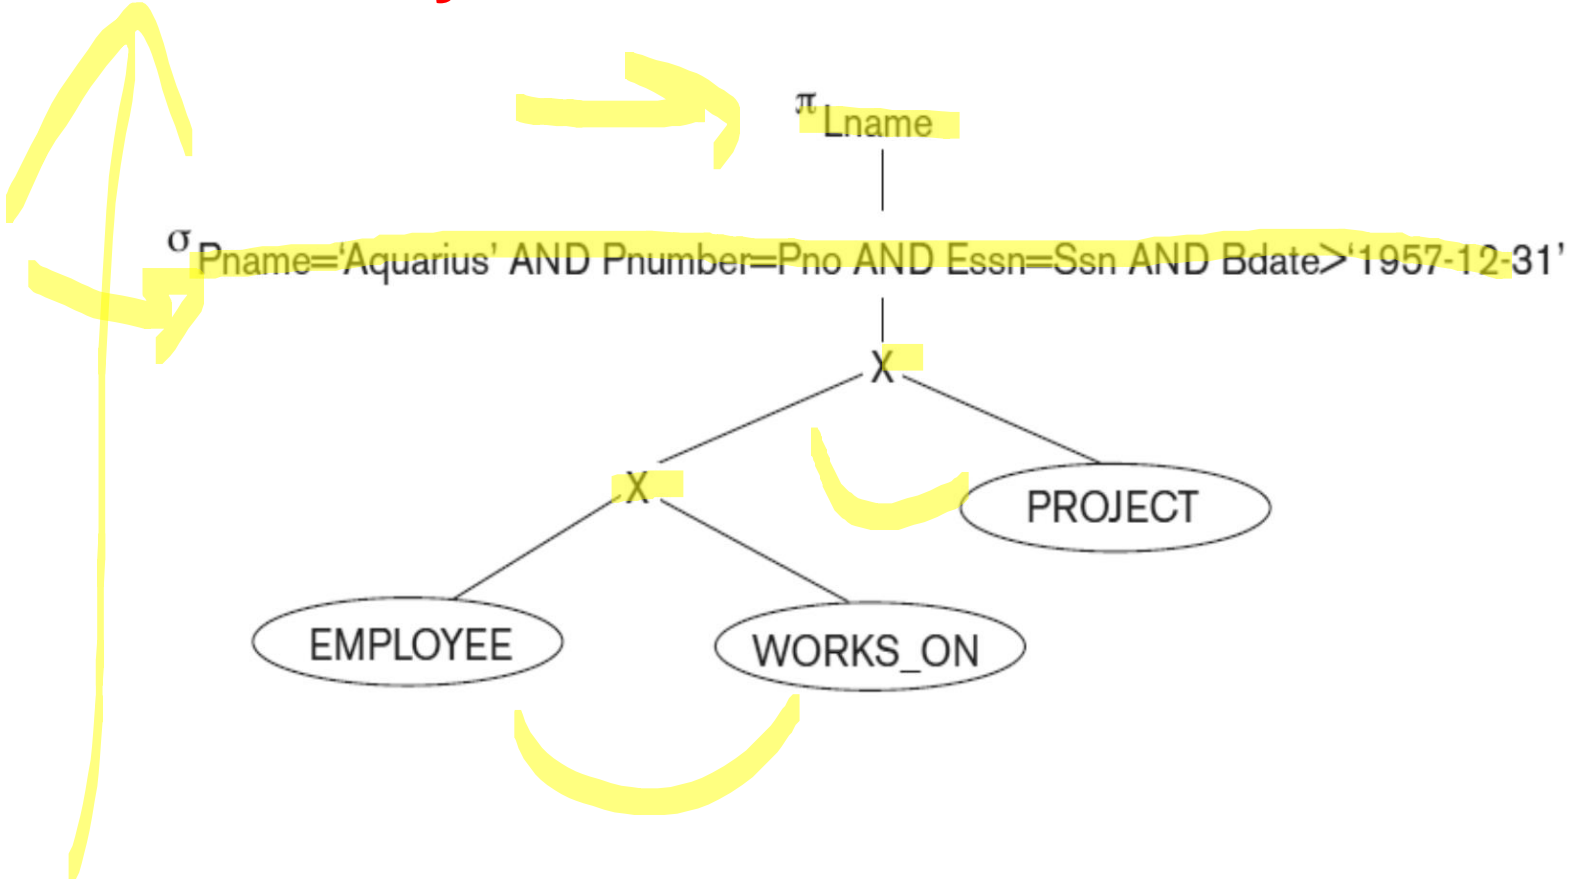 π Lname
σ Pname=‘Aquarius’ AND Pnumber=Pno AND Essn=Ssn AND Bdate>‘1957-12-31’
X
X
PROJECT
EMPLOYEE
WORKS_ON